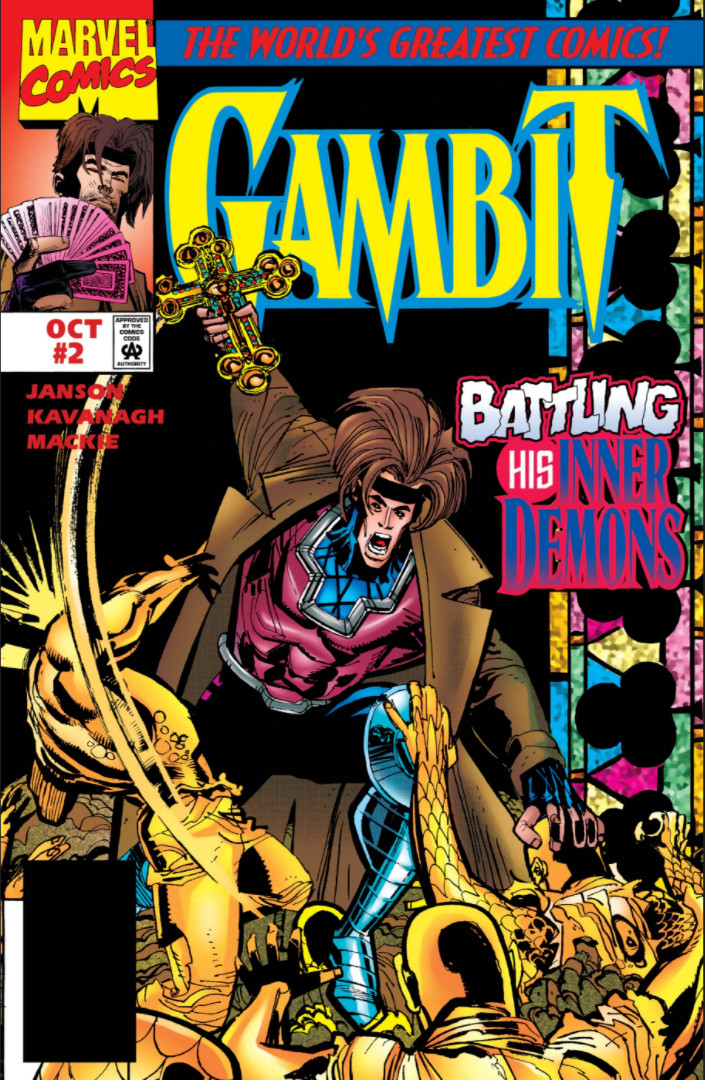 MARVEL
COMICS
THE WORLD'S GREATEST COMICS!
GAMBIT
OCT
#2
APPROVED
BY THE
COMICS
CODE
CA
AUTHORITY
JANSON
KAVANAGH
MACKIE
BATTLING
HIS INNER
DEMONS